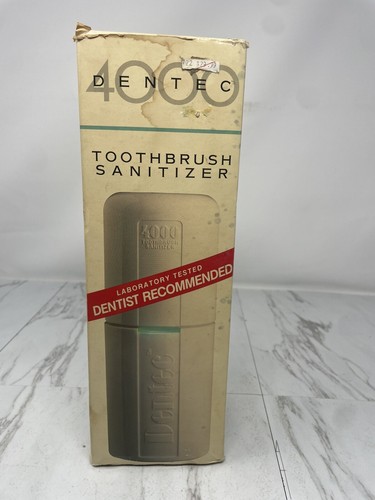 4000
DENTEC
TOOTHBRUSH
SANITIZER
4000
LABORATORY TESTED
DENTIST RECOMMENDED
Dentec